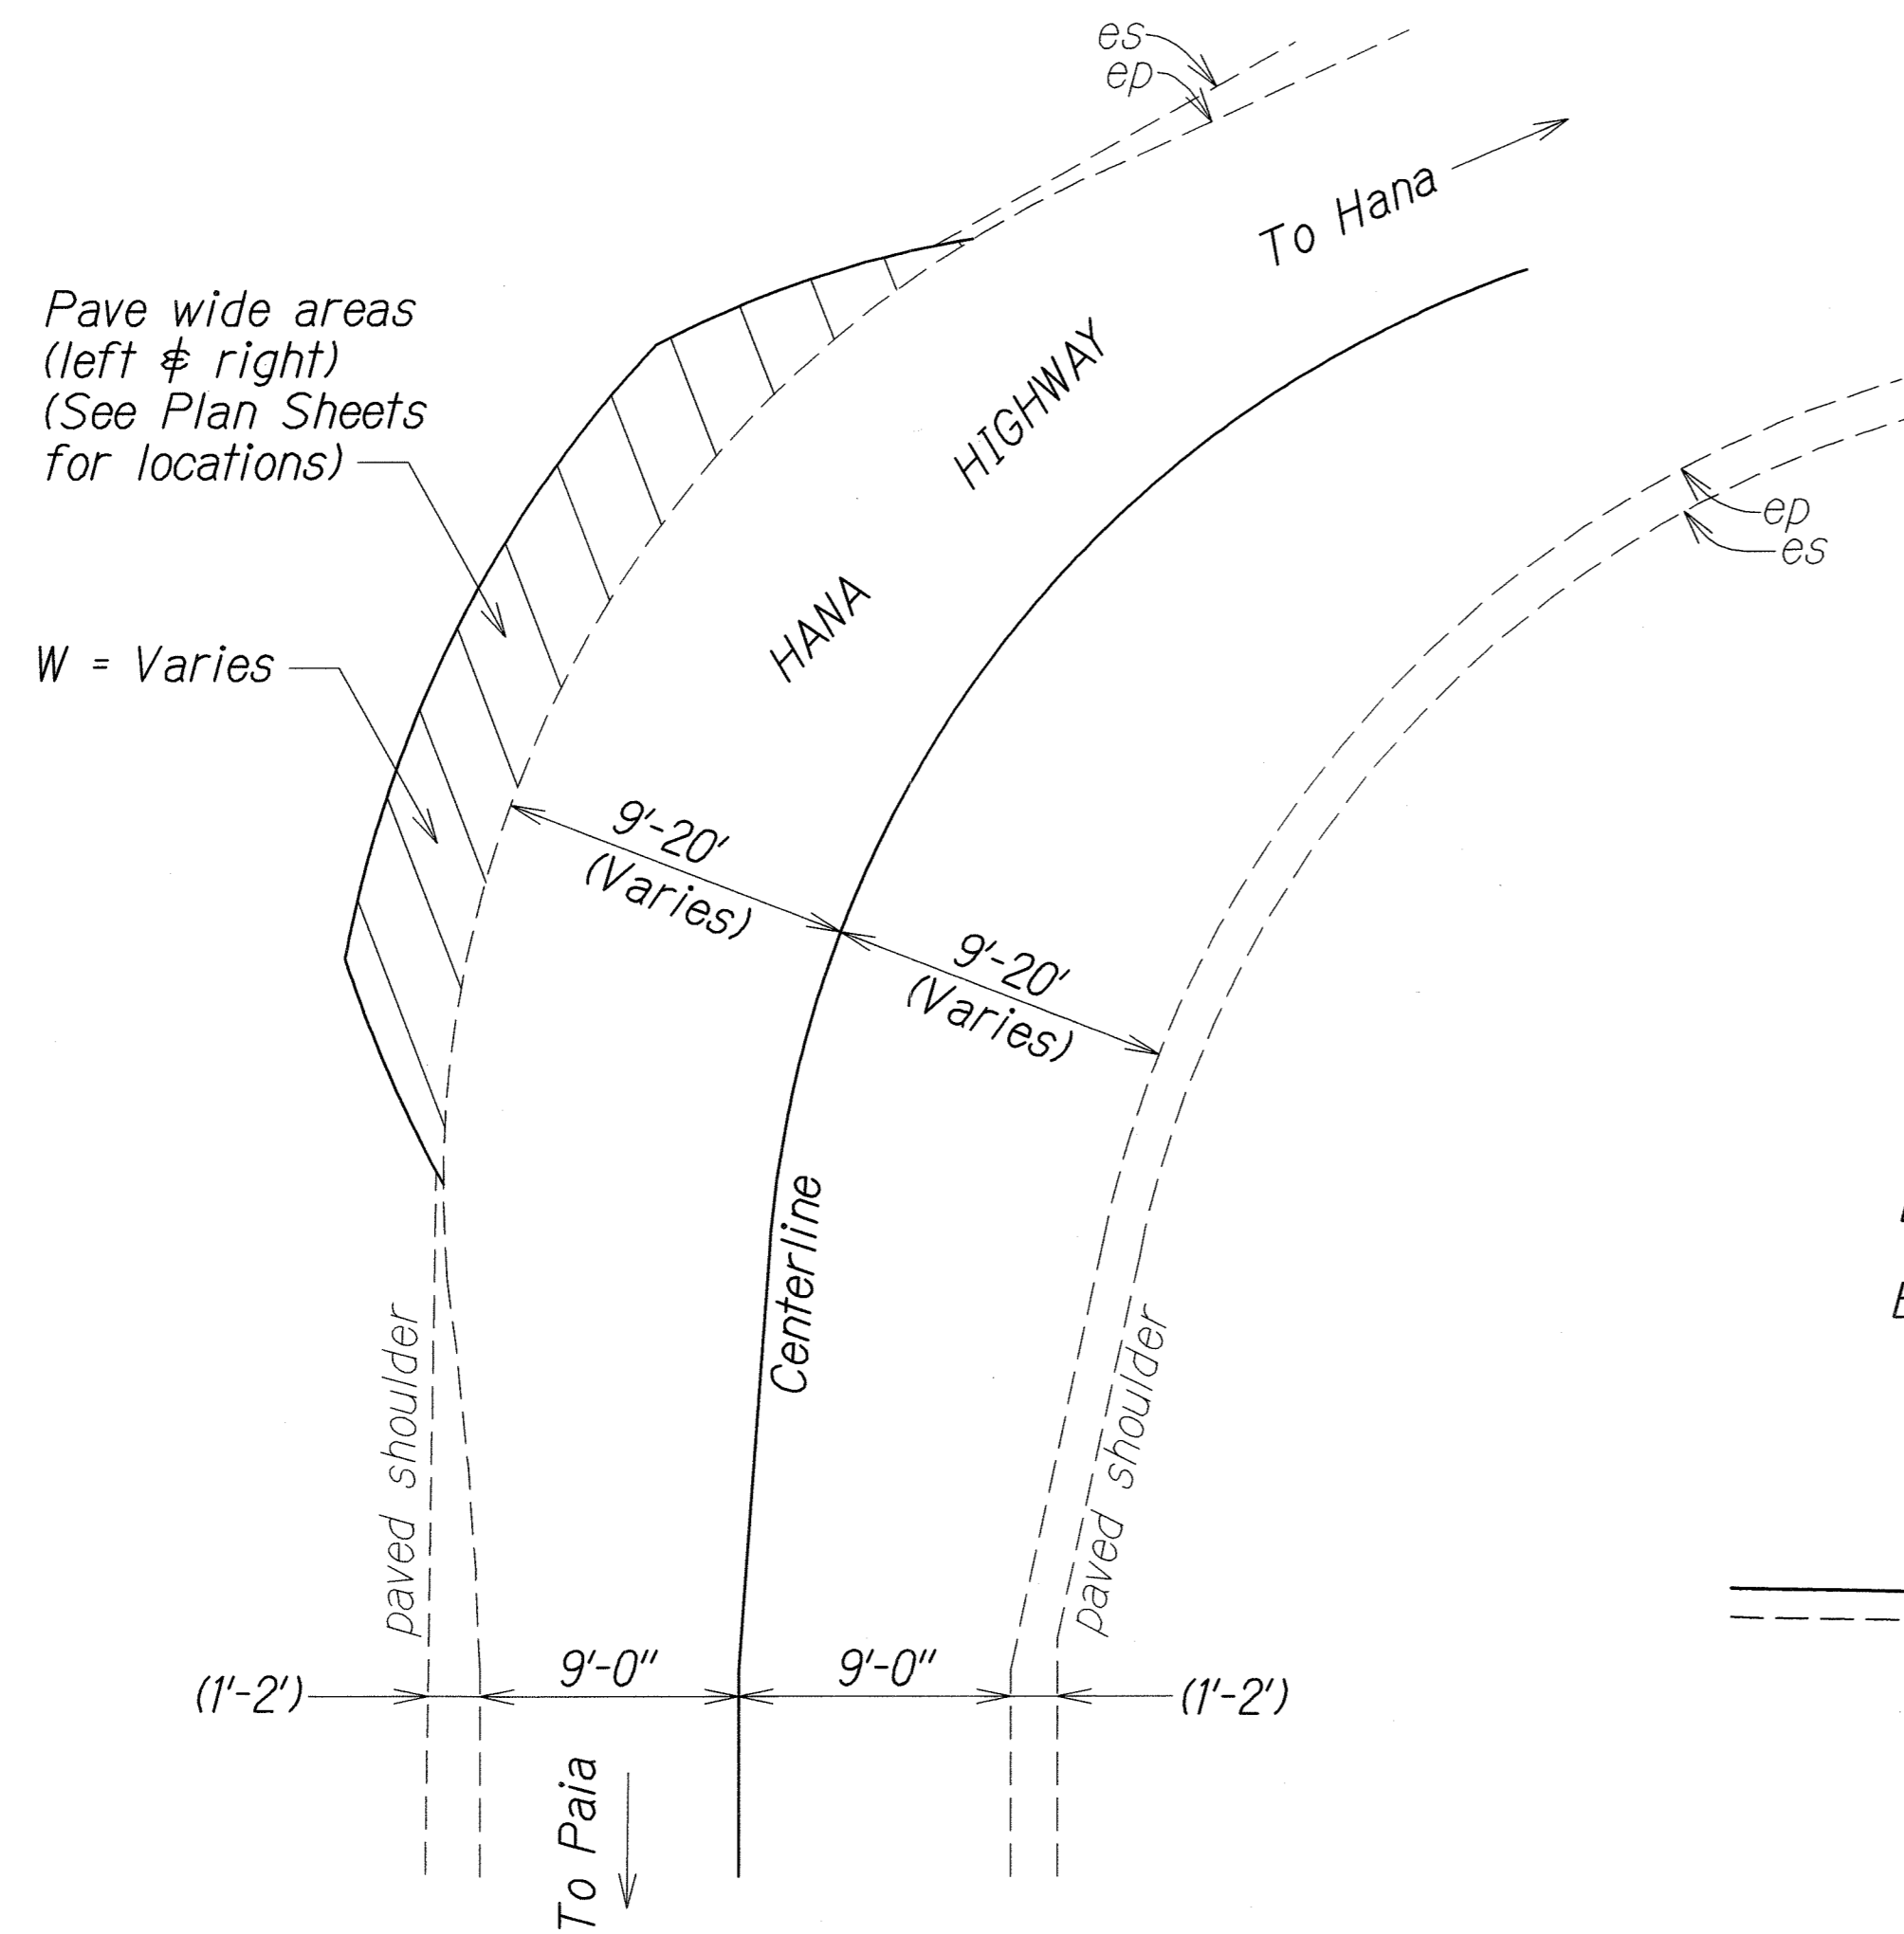 es
ep
To Hana
Pave wide areas
(left & right)
(See Plan Sheets
for locations)
HANA HIGHWAY
ep
es
W = Varies
9'-20'
(Varies)
9'-20'
(Varies)
Centerline
paved shoulder
paved shoulder
(1'-2')
9'-0"
9'-0"
(1'-2')
To Paia